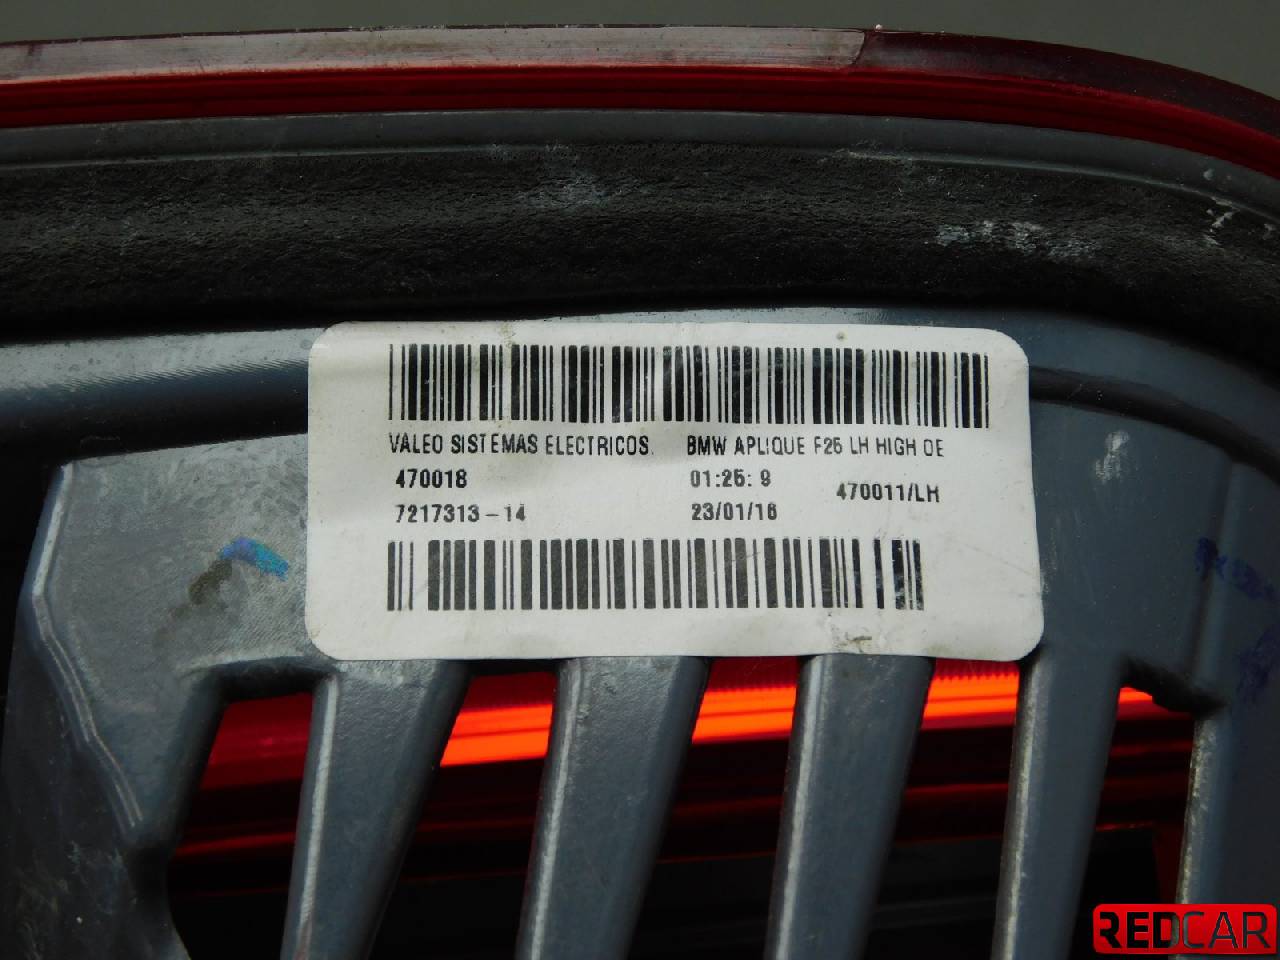 VALEO SISTEMAS ELECTRICOS. BMW APLIQUE F25 LH HIGH OE
470018 01:25: 9 470011/LH
7217313-14 23/01/16
REDCAR